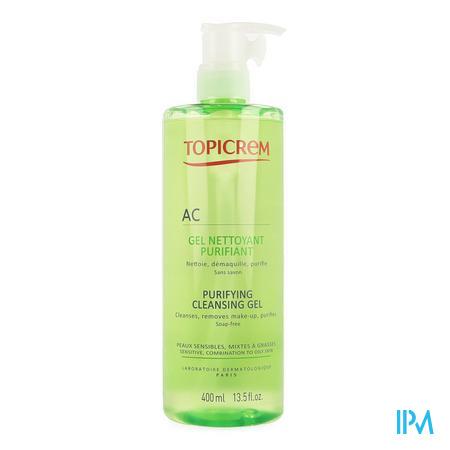 TOPICREM
AC
GEL NETTOYANT
PURIFIANT
Nettoie, démaquille, purifie
Sans savon
PURIFYING
CLEANSING GEL
Cleanses, removes make-up, purifies
Soap-free
PEAUX SENSIBLES, MIXTES À GRASSES
SENSITIVE, COMBINATION TO OILY SKIN
LABORATOIRE DERMATOLOGIQUE
PARIS
400 ml 13.5 fl.oz.
IPM